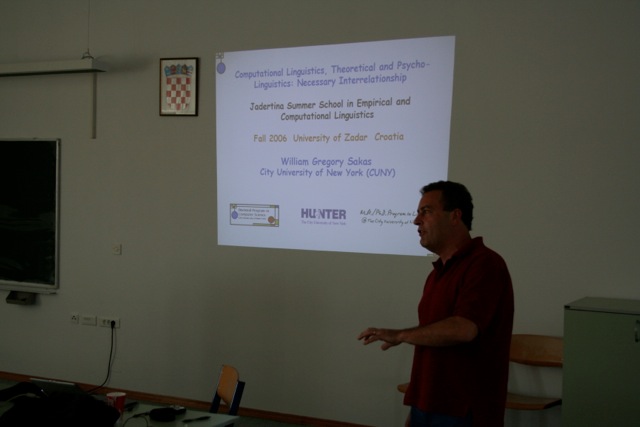 Computational Linguistics, Theoretical and Psycho-
Linguistics: Necessary Interrelationship
Jadertina Summer School in Empirical and
Computational Linguistics
Fall 2006 University of Zadar Croatia
William Gregory Sakas
City University of New York (CUNY)
HUNTER